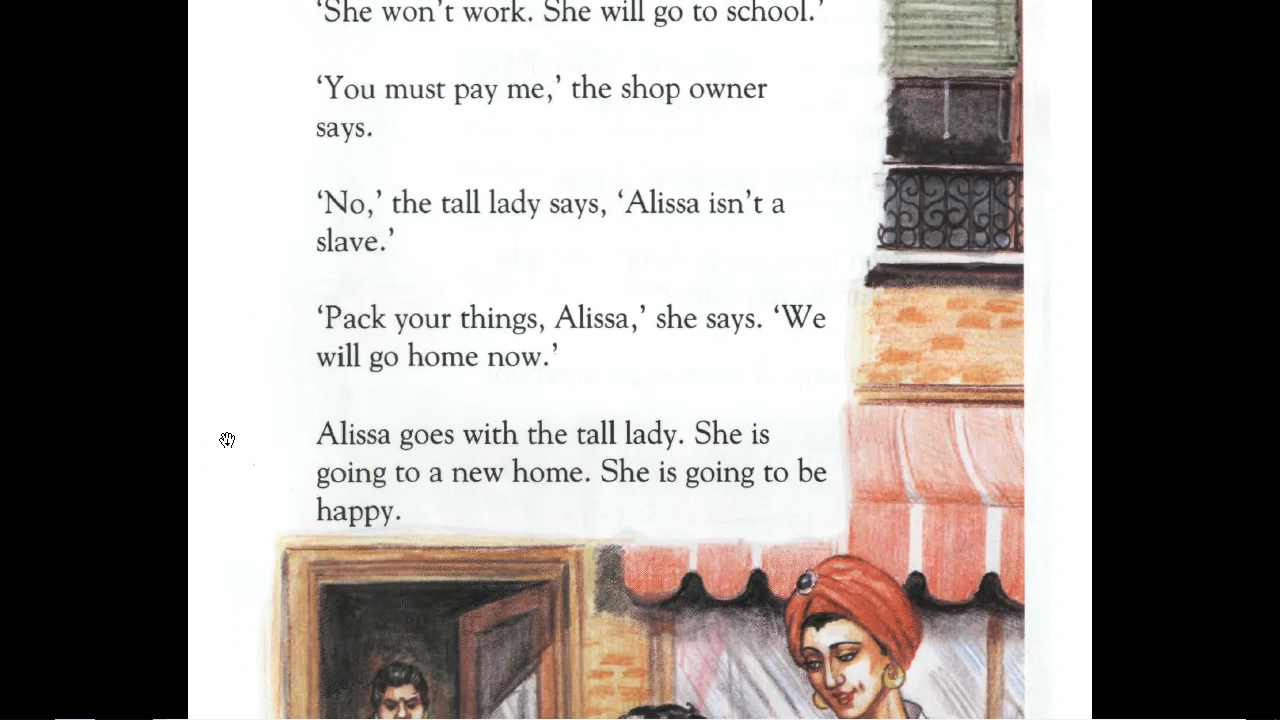 ‘She won’t work. She will go to school.’
‘You must pay me,’ the shop owner
says.
‘No,’ the tall lady says, ‘Alissa isn’t a
slave.’
‘Pack your things, Alissa,’ she says. ‘We
will go home now.’
Alissa goes with the tall lady. She is
going to a new home. She is going to be
happy.